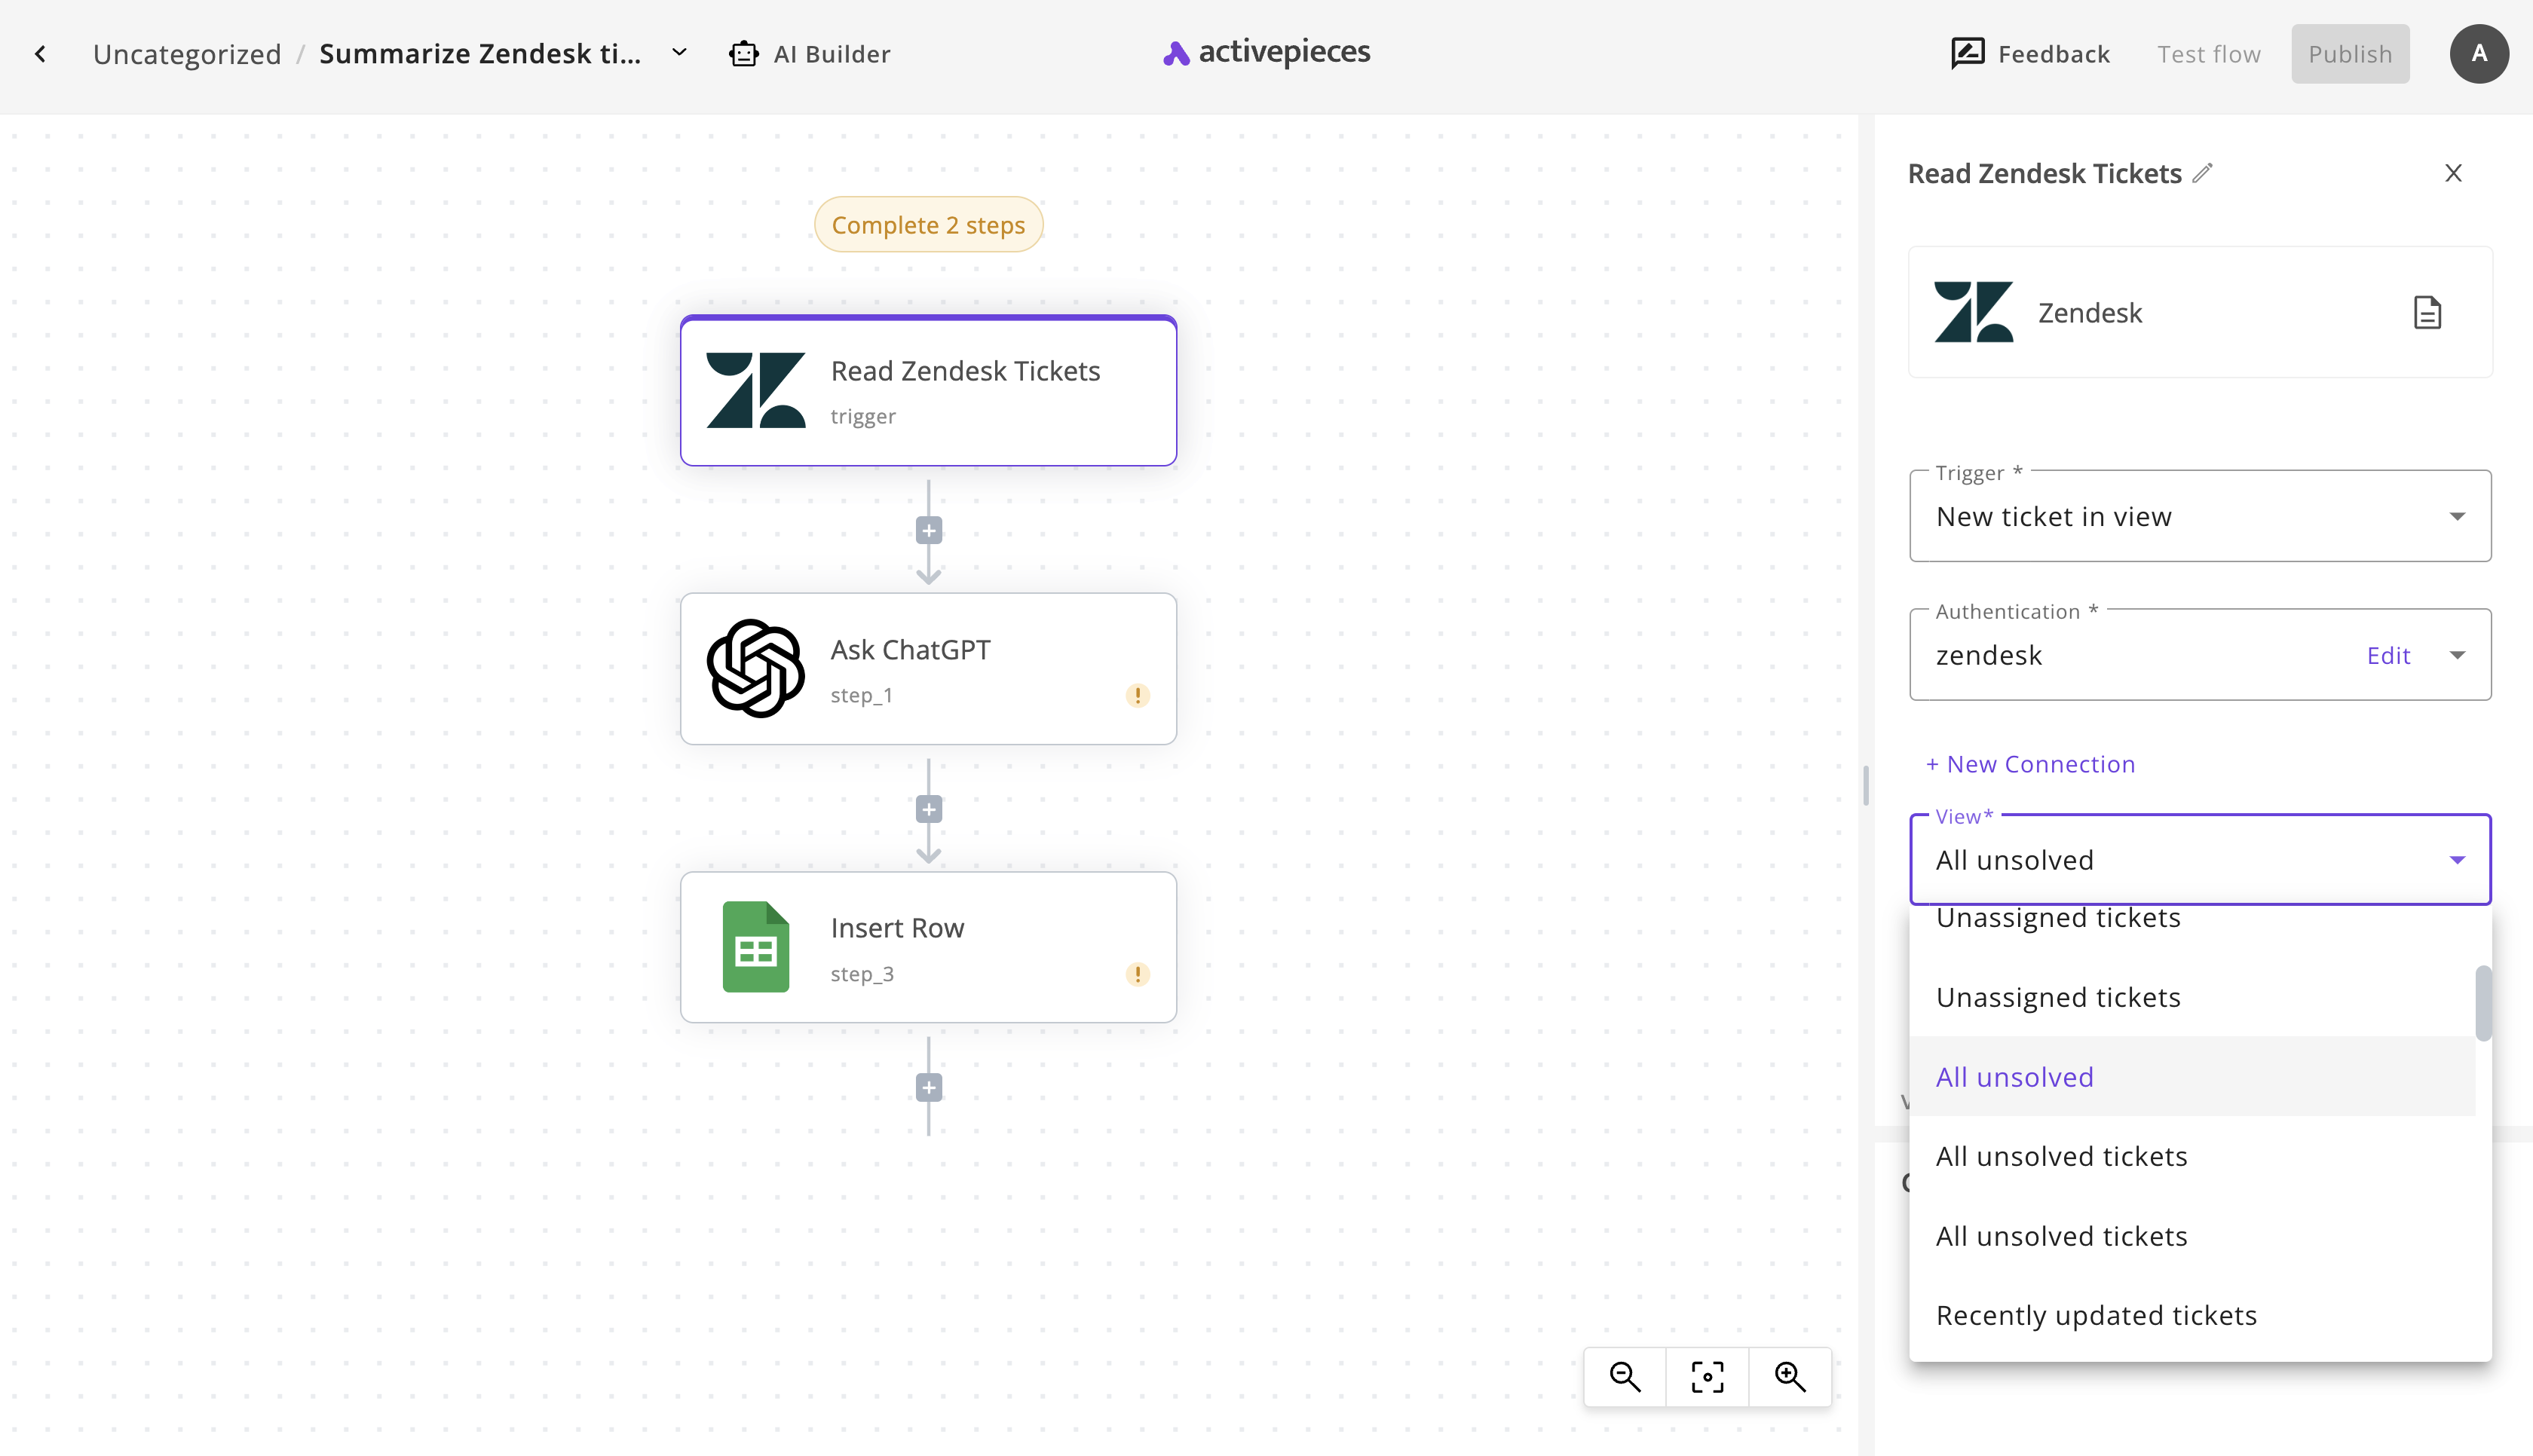 Uncategorized / Summarize Zendesk ti...
AI Builder
activepieces
Feedback
Test flow
Publish
A
Complete 2 steps
Read Zendesk Tickets
trigger
Ask ChatGPT
step_1
!
Insert Row
step_3
!
Read Zendesk Tickets
X
Zendesk
Trigger *
New ticket in view
Authentication *
zendesk
Edit
+ New Connection
View*
All unsolved
Unassigned tickets
Unassigned tickets
All unsolved
All unsolved tickets
All unsolved tickets
Recently updated tickets